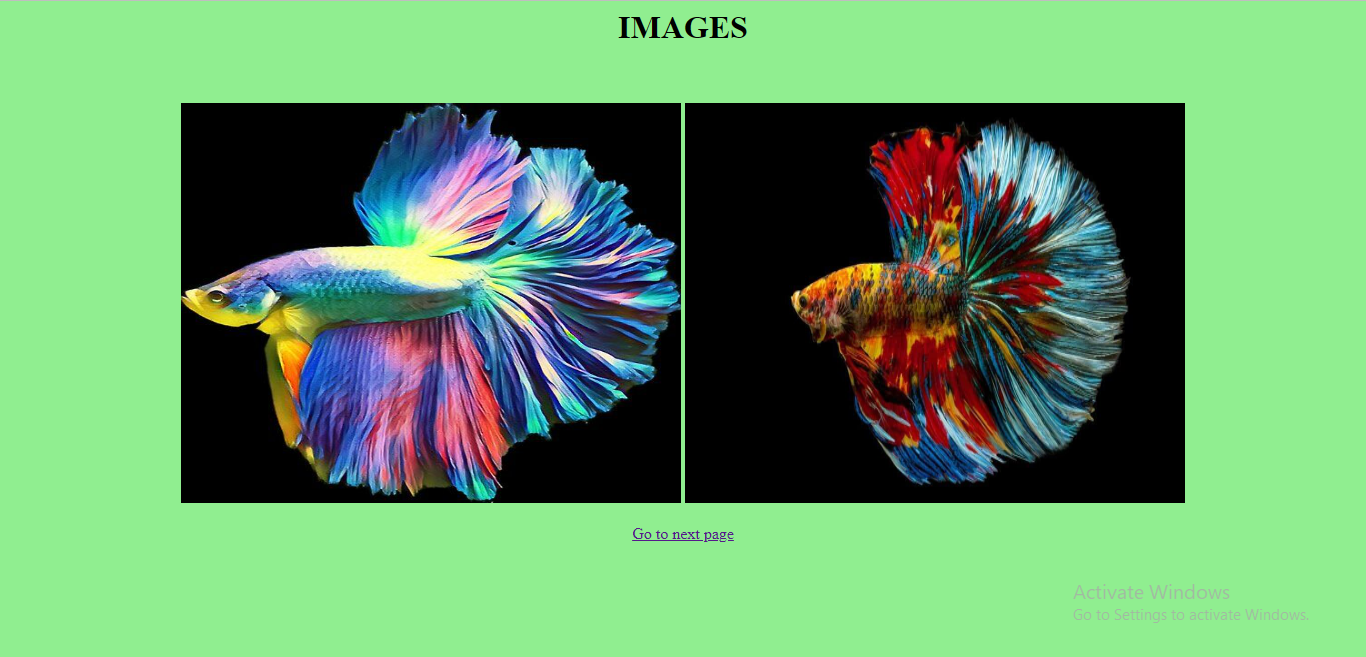 IMAGES
Go to next page
Activate Windows
Go to Settings to activate Windows.